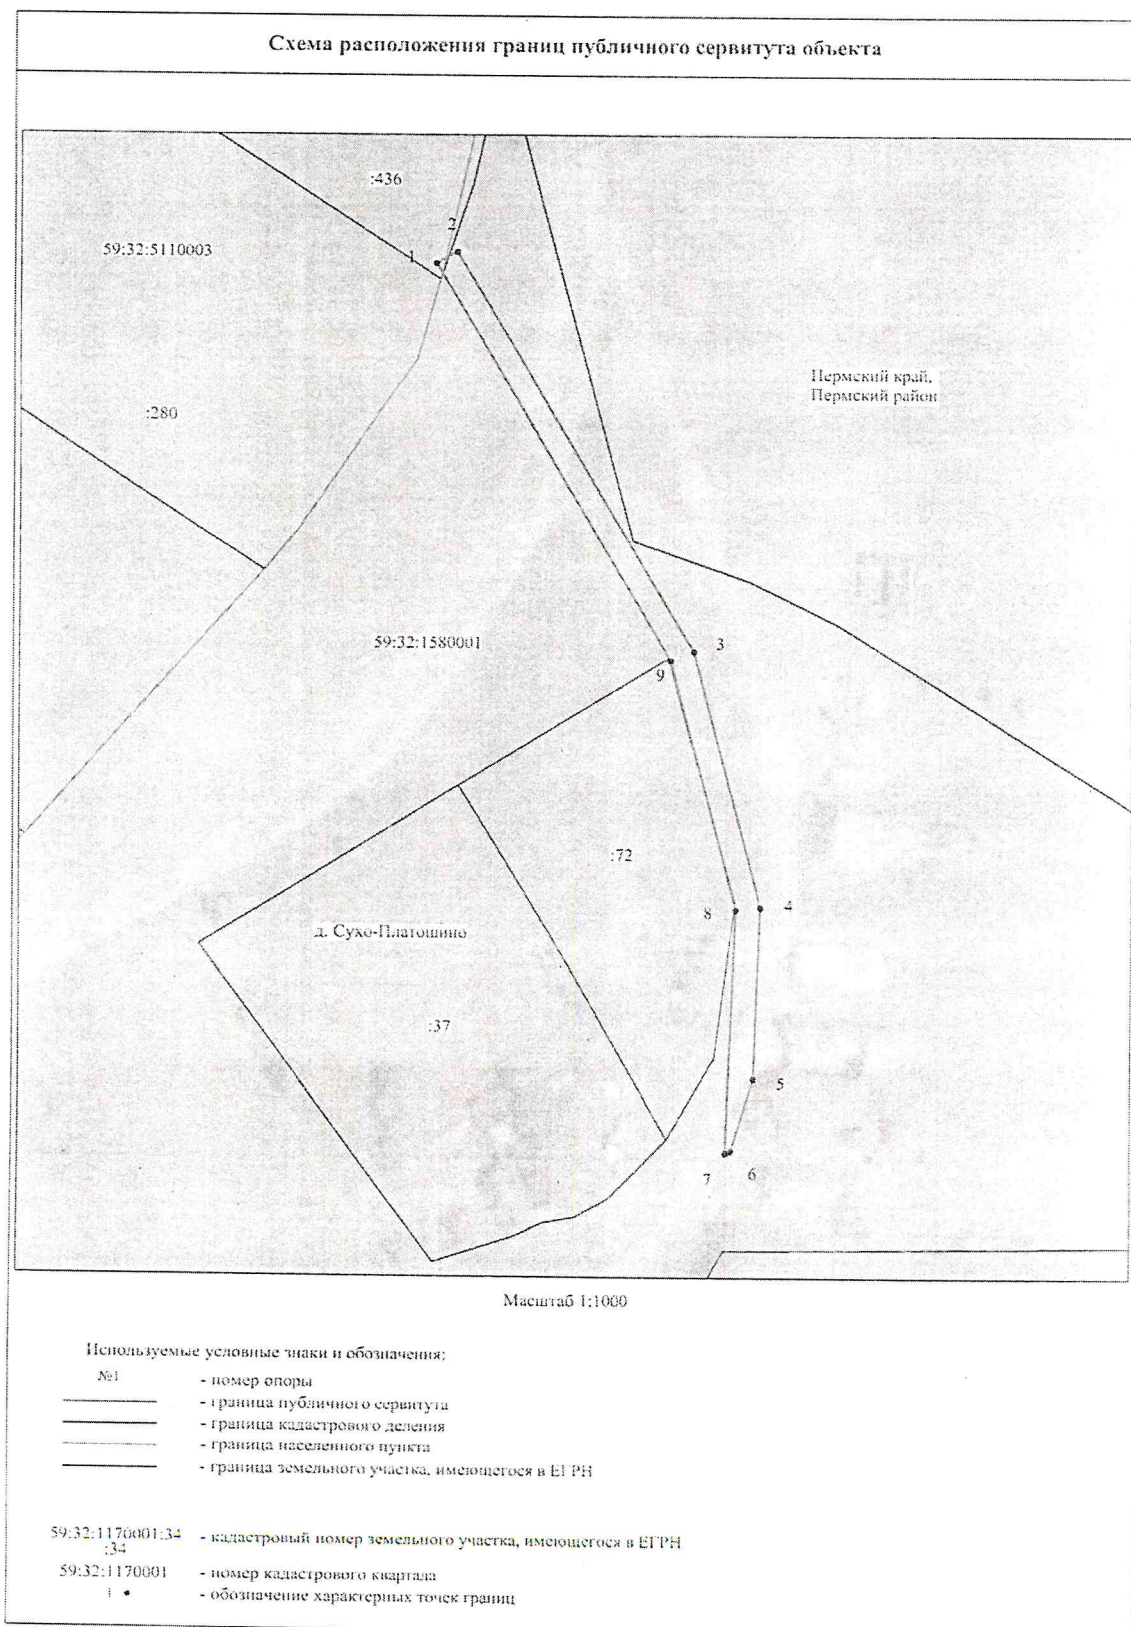 Схема расположения границ публичного сервитута объекта
:436
2
59:32:5110003
1
Пермский край,
Пермский район
:280
59:32:1580001
3
9
:72
8
4
д. Сухо-Платошино
:37
5
7
6
Масштаб 1:1000
Используемые условные знаки и обозначения:
№1 - номер опоры
- граница публичного сервитута
- граница кадастрового деления
- граница населенного пункта
- граница земельного участка, имеющегося в ЕГРН
59:32:1170001:34 - кадастровый номер земельного участка, имеющегося в ЕГРН
:34
59:32:1170001 - номер кадастрового квартала
1 - обозначение характерных точек границ